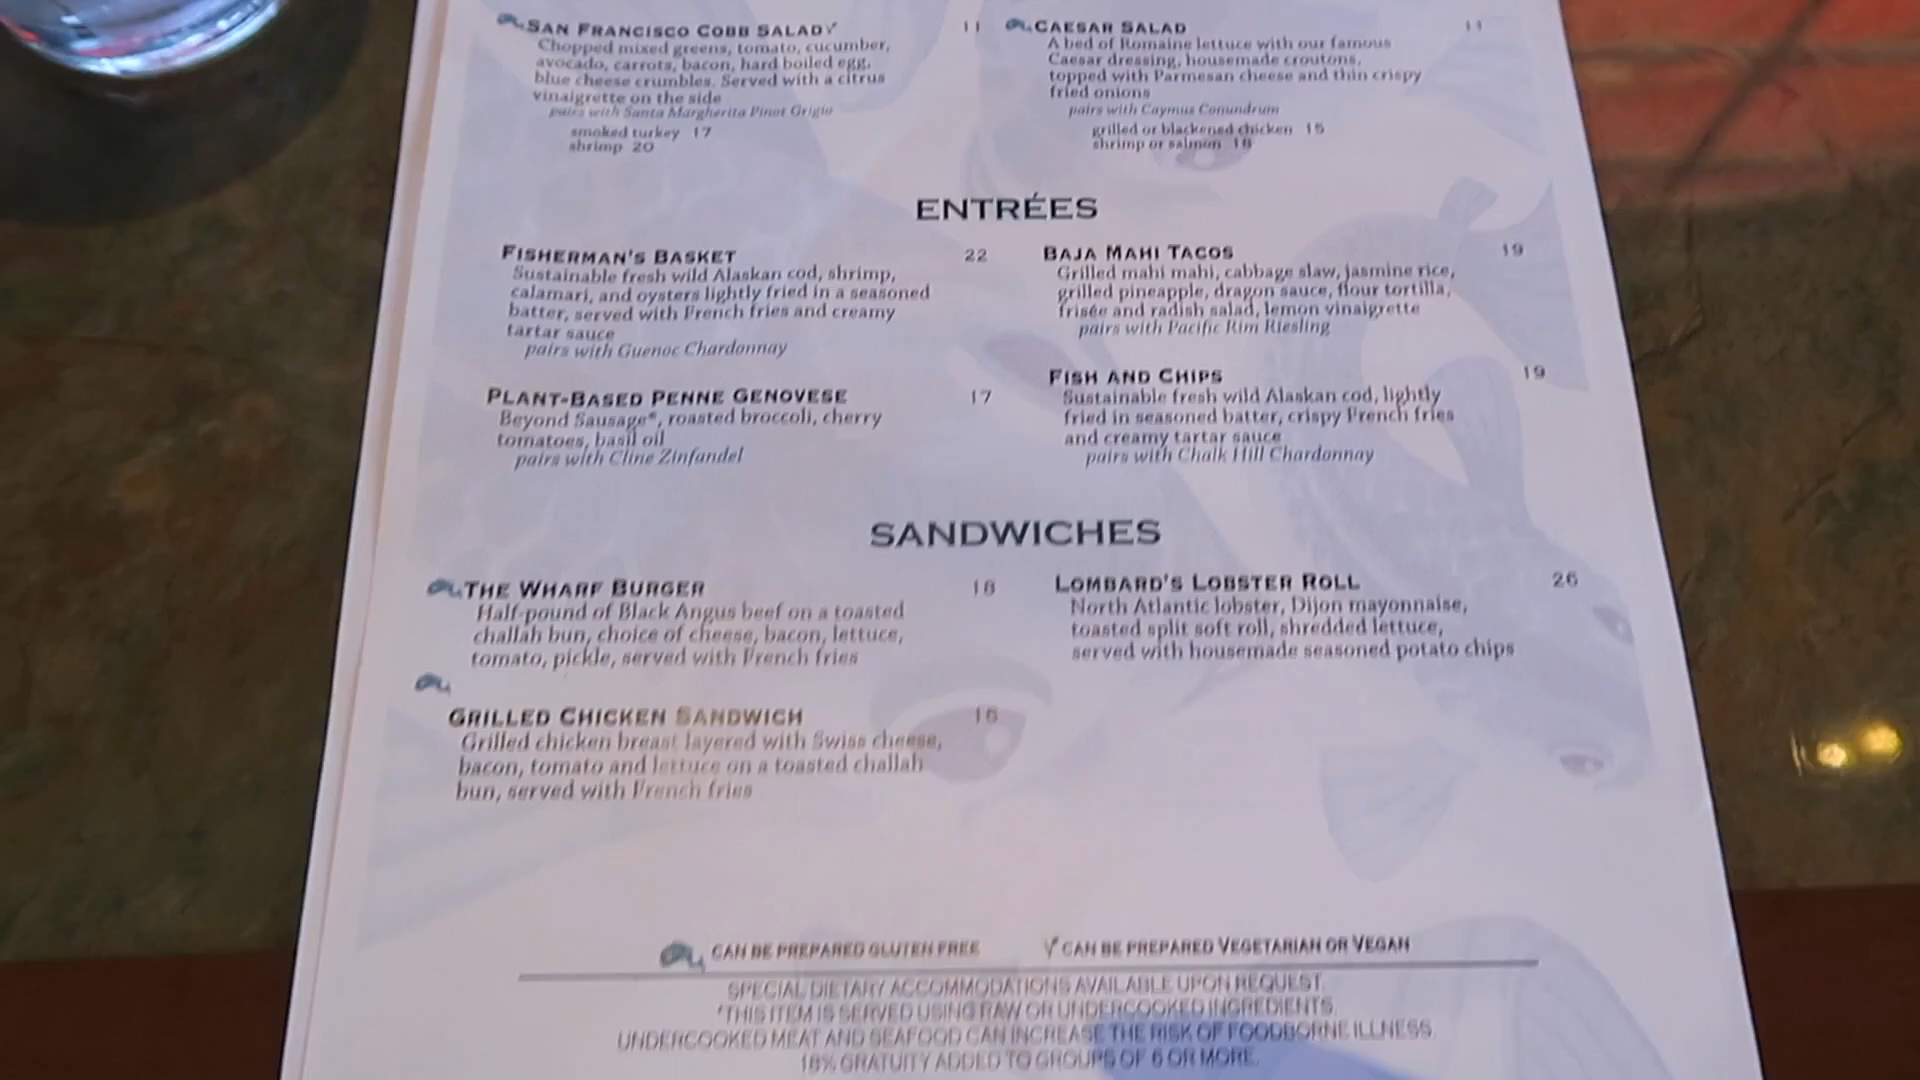 SAN FRANCISCO COBB SALAD 11
Chopped mixed greens, tomato, cucumber,
avocado, carrots, bacon, hard boiled egg,
blue cheese crumbles. Served with a citrus
vinaigrette on the side
pairs with Santa Margherita Pinot Grigio
smoked turkey 17
shrimp 20
CAESAR SALAD 11
A bed of Romaine lettuce with our famous
Caesar dressing, housemade croutons,
topped with Parmesan cheese and thin crispy
fried onions
pairs with Caymus Conundrum
grilled or blackened chicken 15
shrimp or salmon 18
ENTRÉES
FISHERMAN'S BASKET 22
Sustainable fresh wild Alaskan cod, shrimp,
calamari, and oysters lightly fried in a seasoned
batter, served with French fries and creamy
tartar sauce
pairs with Guenoc Chardonnay
PLANT-BASED PENNE GENOVESE 17
Beyond Sausage®, roasted broccoli, cherry
tomatoes, basil oil
pairs with Cline Zinfandel
BAJA MAHI TACOS 19
Grilled mahi mahi, cabbage slaw, jasmine rice,
grilled pineapple, dragon sauce, flour tortilla,
frisée and radish salad, lemon vinaigrette
pairs with Pacific Rim Riesling
FISH AND CHIPS 19
Sustainable fresh wild Alaskan cod, lightly
fried in seasoned batter, crispy French fries
and creamy tartar sauce
pairs with Chalk Hill Chardonnay
SANDWICHES
THE WHARF BURGER 18
Half-pound of Black Angus beef on a toasted
challah bun, choice of cheese, bacon, lettuce,
tomato, pickle, served with French fries
GRILLED CHICKEN SANDWICH 16
Grilled chicken breast layered with Swiss cheese,
bacon, tomato and lettuce on a toasted challah
bun, served with French fries
LOMBARD'S LOBSTER ROLL 26
North Atlantic lobster, Dijon mayonnaise,
toasted split soft roll, shredded lettuce,
served with housemade seasoned potato chips
CAN BE PREPARED GLUTEN FREE
V CAN BE PREPARED VEGETARIAN OR VEGAN
SPECIAL DIETARY ACCOMMODATIONS AVAILABLE UPON REQUEST.
*THIS ITEM IS SERVED USING RAW OR UNDERCOOKED INGREDIENTS.
UNDERCOOKED MEAT AND SEAFOOD CAN INCREASE THE RISK OF FOODBORNE ILLNESS.
18% GRATUITY ADDED TO GROUPS OF 6 OR MORE.